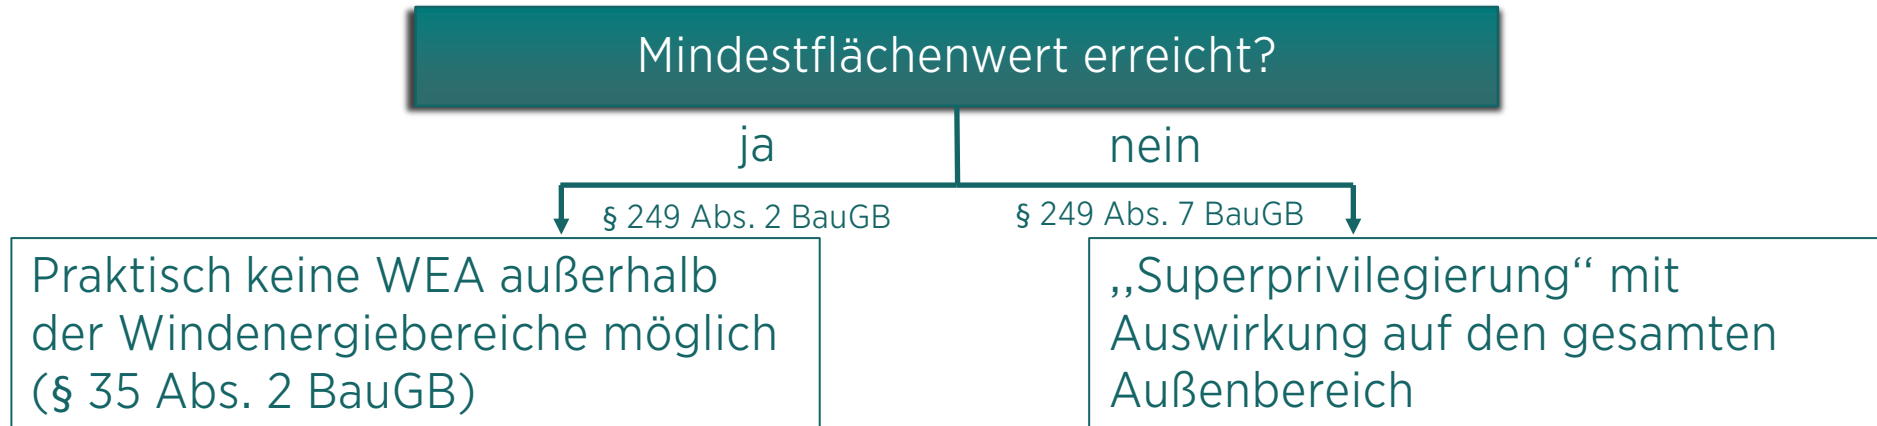 Mindestflächenwert erreicht?
ja
nein
§ 249 Abs. 2 BauGB
§ 249 Abs. 7 BauGB
Praktisch keine WEA außerhalb
der Windenergiebereiche möglich
(§ 35 Abs. 2 BauGB)
,,Superprivilegierung“ mit
Auswirkung auf den gesamten
Außenbereich